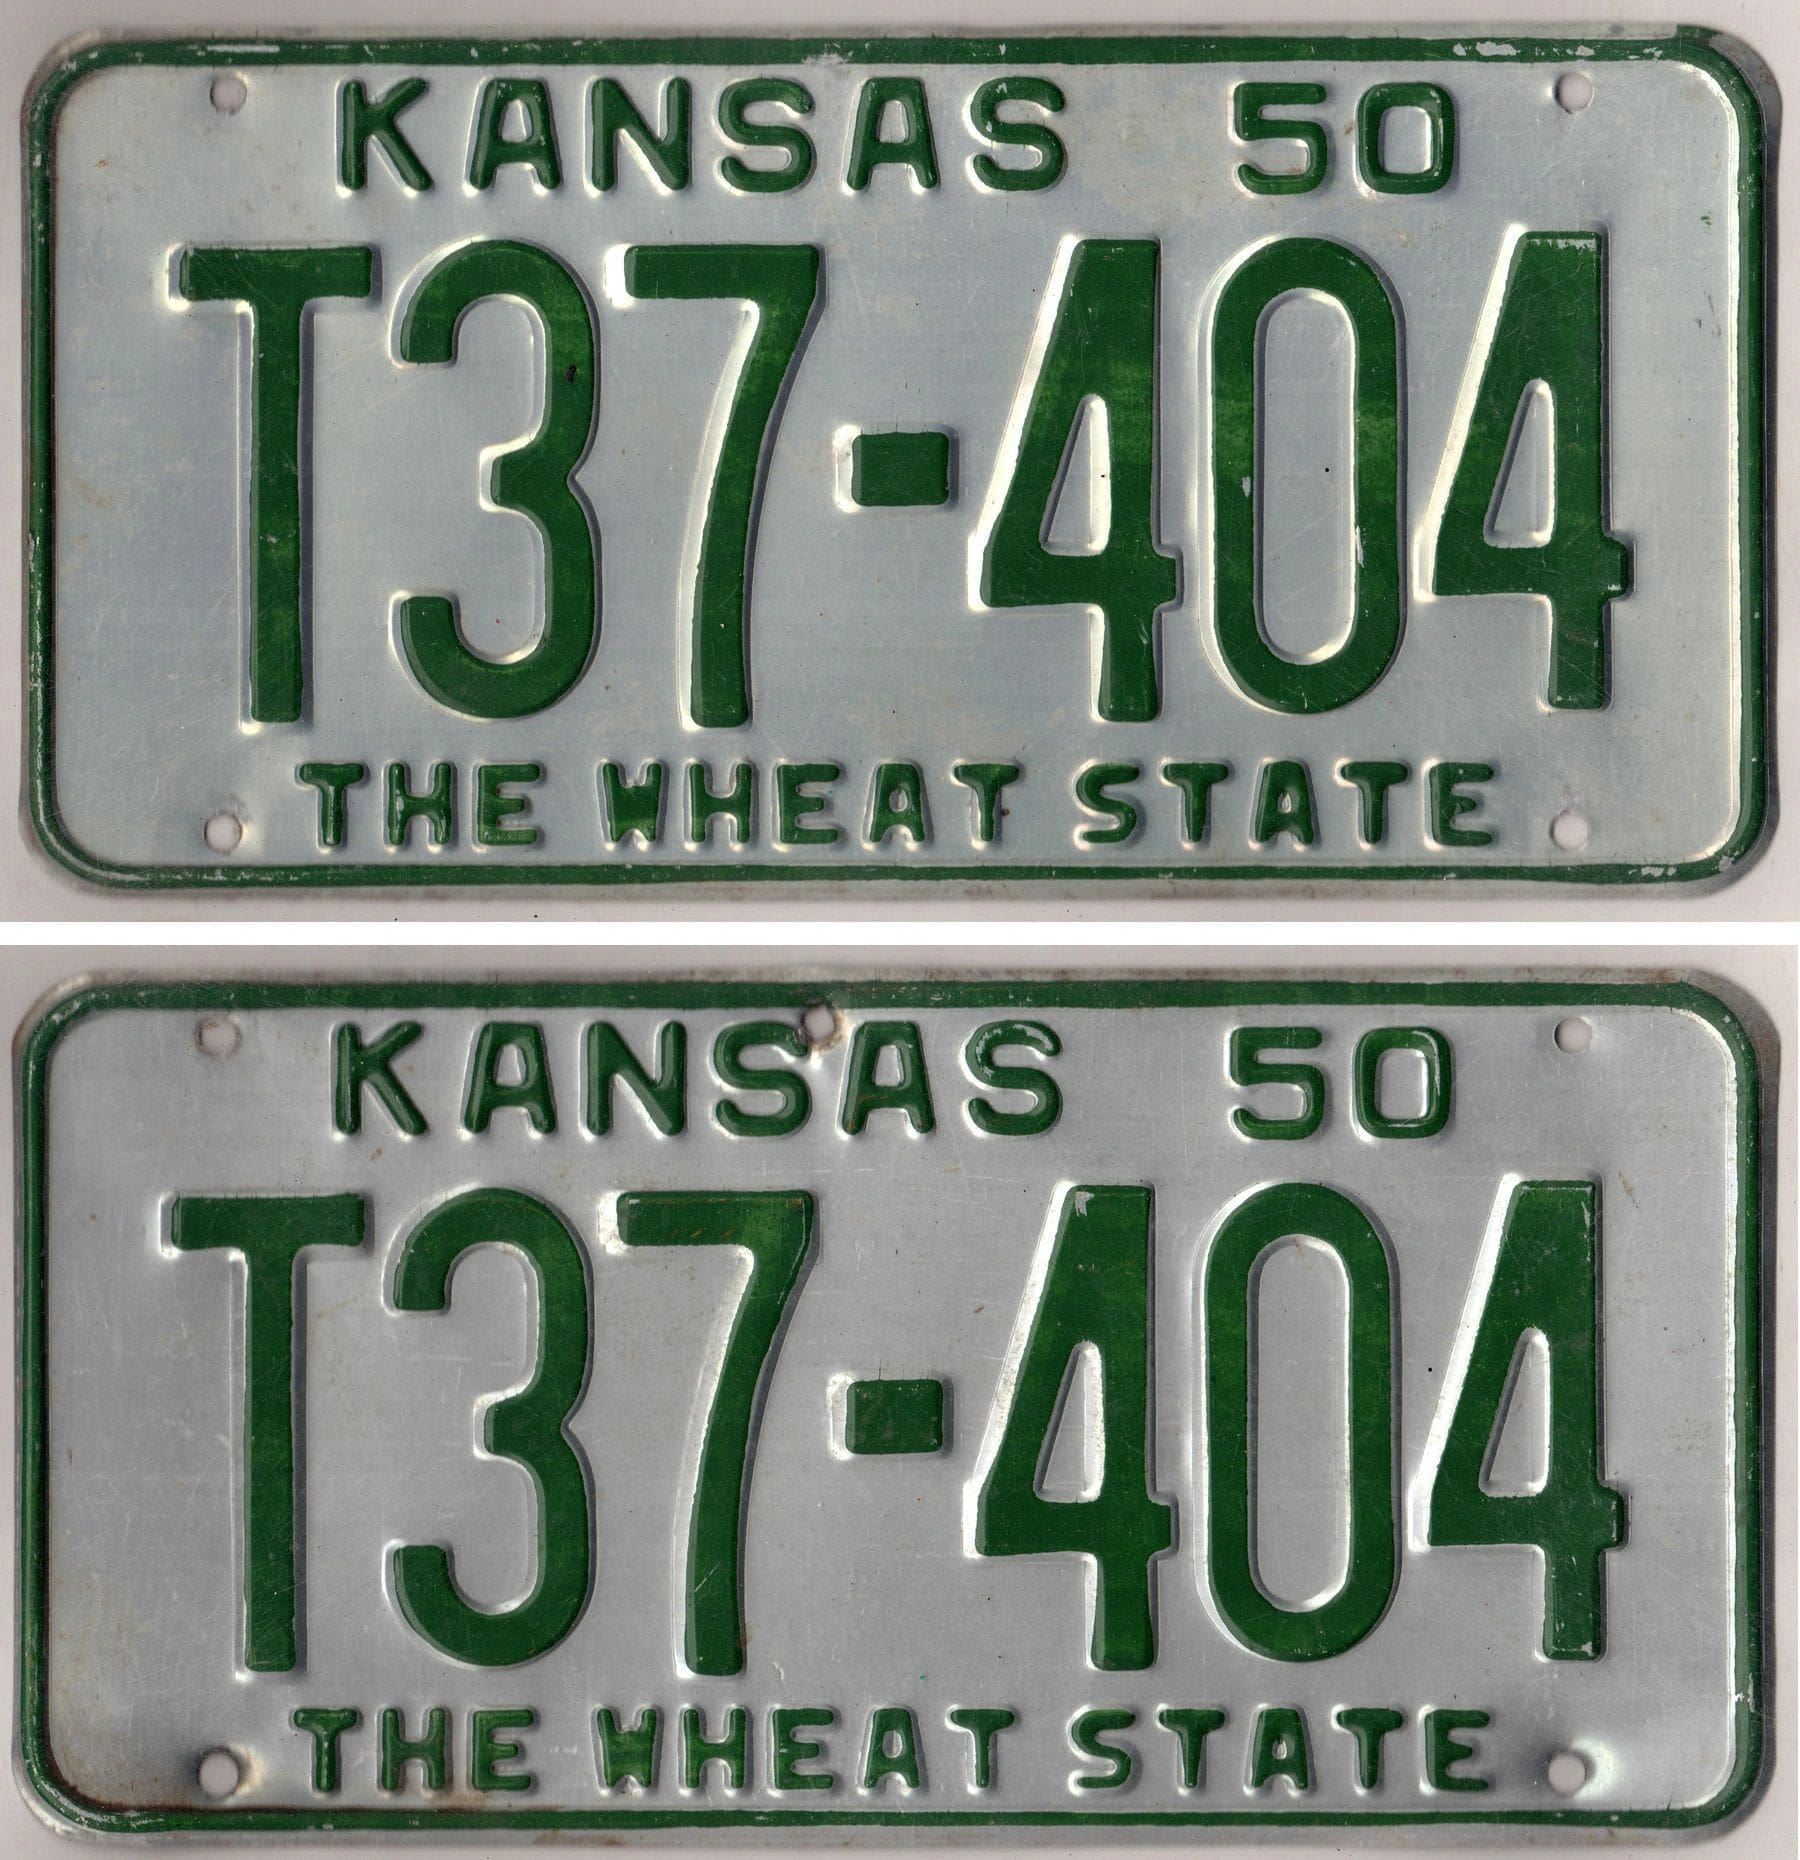 KANSAS 50
T37-404
THE WHEAT STATE
KANSAS 50
T37-404
THE WHEAT STATE